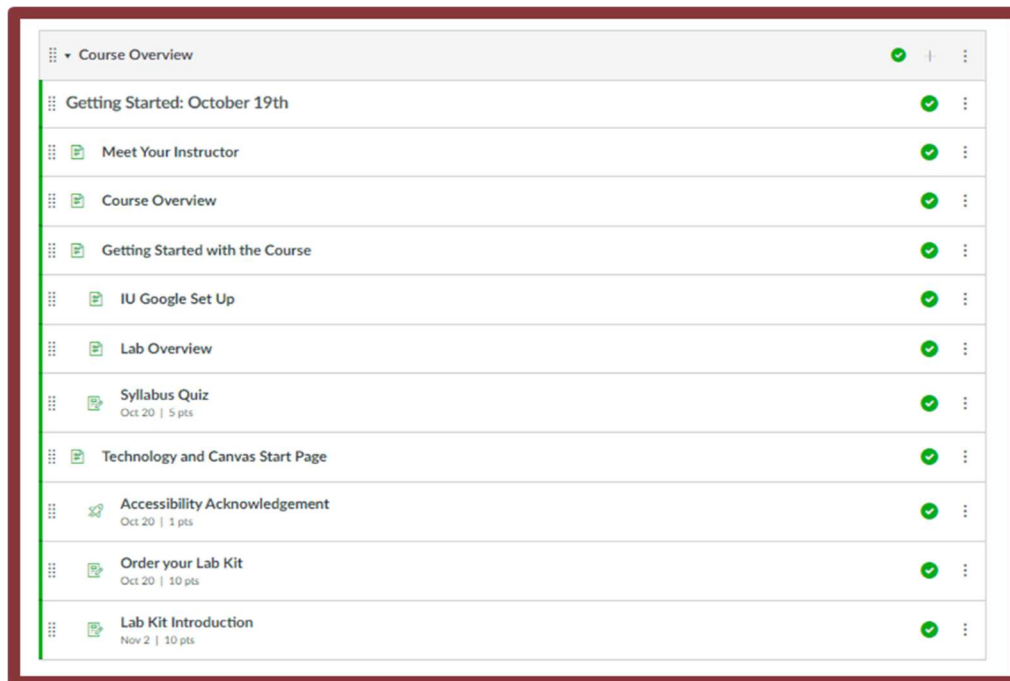 Course Overview
Getting Started: October 19th
Meet Your Instructor
Course Overview
Getting Started with the Course
IU Google Set Up
Lab Overview
Syllabus Quiz
Oct 20 | 5 pts
Technology and Canvas Start Page
Accessibility Acknowledgement
Oct 20 | 1 pts
Order your Lab Kit
Oct 20 | 10 pts
Lab Kit Introduction
Nov 2 | 10 pts